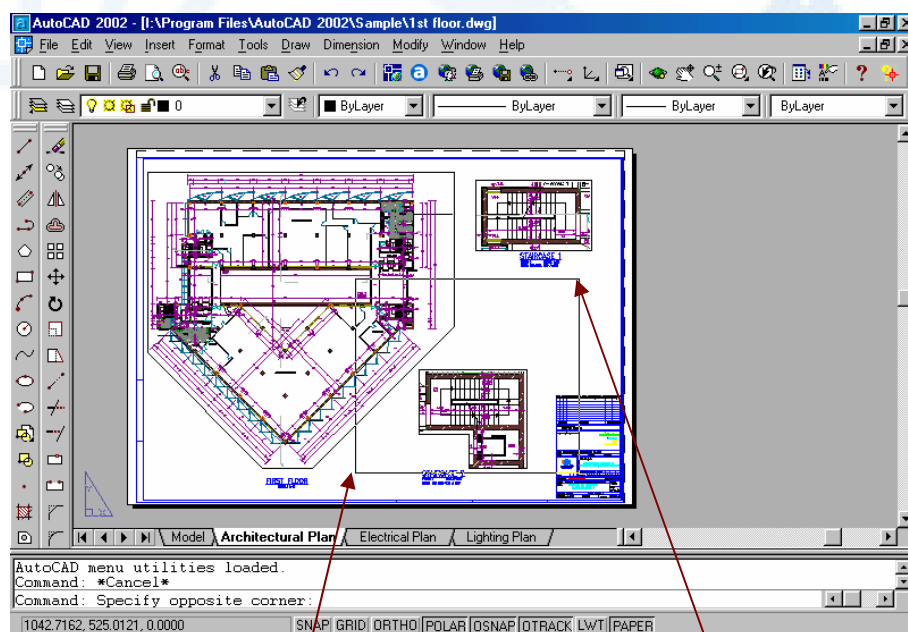 AutoCAD 2002 - [I:\Program Files\AutoCAD 2002\Sample\1st floor.dwg]
File Edit View Insert Format Tools Draw Dimension Modify Window Help
0 ByLayer ByLayer ByLayer ByLayer
STAIRCASE 1
FIRST FLOOR
Model Architectural Plan Electrical Plan Lighting Plan
AutoCAD menu utilities loaded.
Command: *Cancel*
Command: Specify opposite corner:
1042.7162, 525.0121, 0.0000 SNAP GRID ORTHO POLAR OSNAP OTRACK LWT PAPER